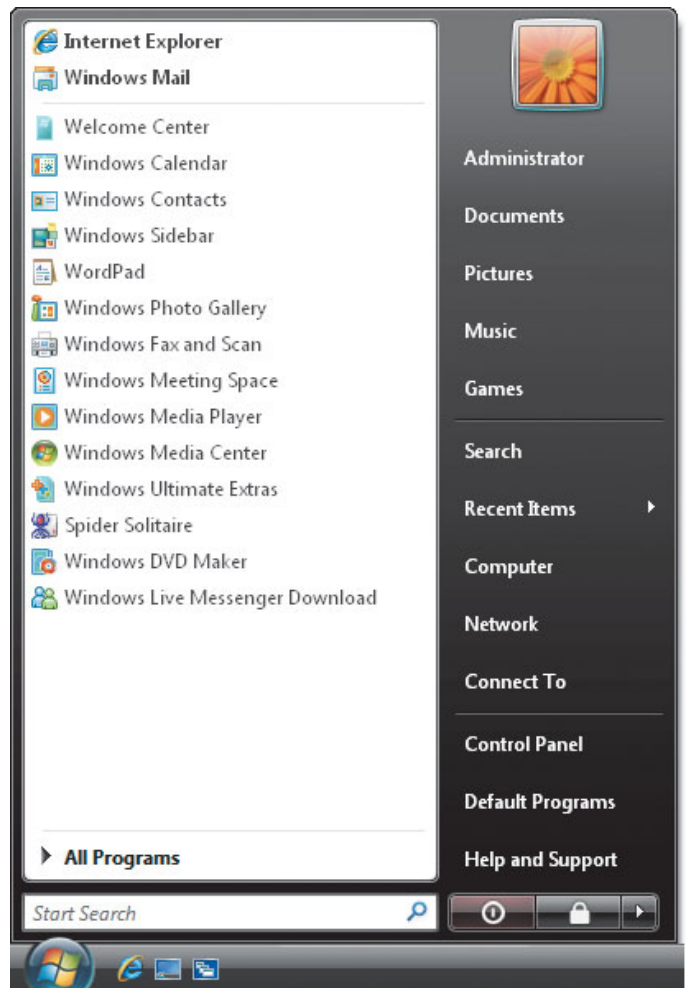 Internet Explorer
Windows Mail
Welcome Center
Windows Calendar
Windows Contacts
Windows Sidebar
WordPad
Windows Photo Gallery
Windows Fax and Scan
Windows Meeting Space
Windows Media Player
Windows Media Center
Windows Ultimate Extras
Spider Solitaire
Windows DVD Maker
Windows Live Messenger Download
All Programs
Start Search
Administrator
Documents
Pictures
Music
Games
Search
Recent Items
Computer
Network
Connect To
Control Panel
Default Programs
Help and Support